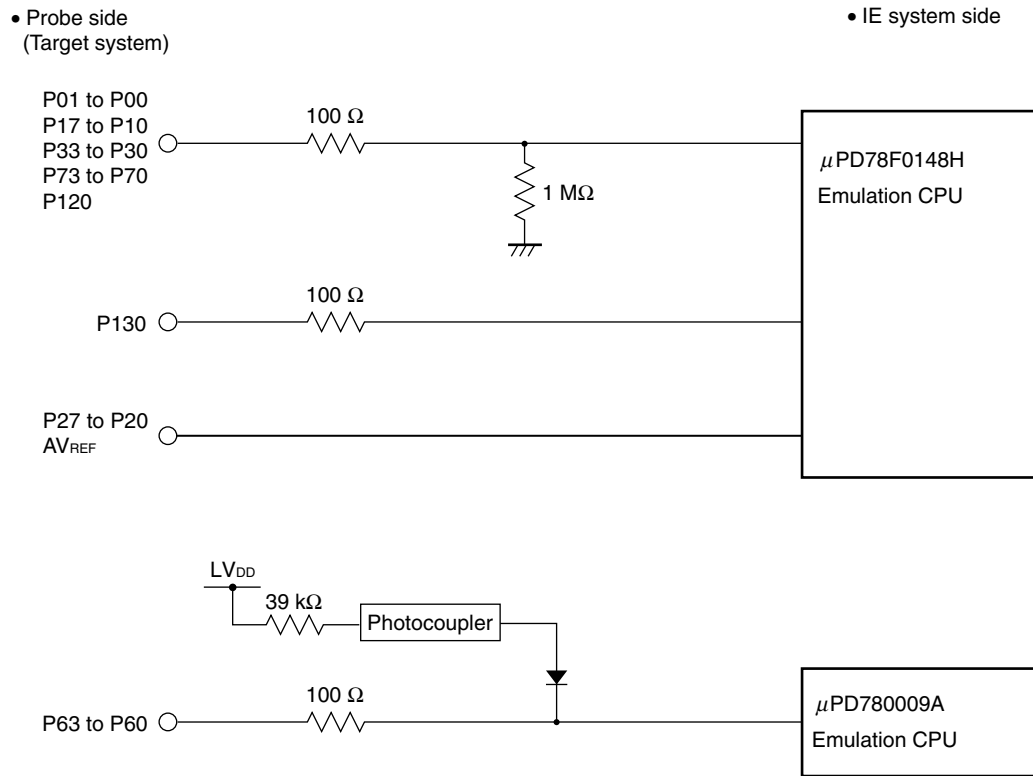 • Probe side
(Target system)
• IE system side
P01 to P00
P17 to P10
P33 to P30
P73 to P70
P120
100 Ω
1 MΩ
μPD78F0148H
Emulation CPU
P130
100 Ω
P27 to P20
AVREF
LVDD
39 kΩ
Photocoupler
P63 to P60
100 Ω
μPD780009A
Emulation CPU